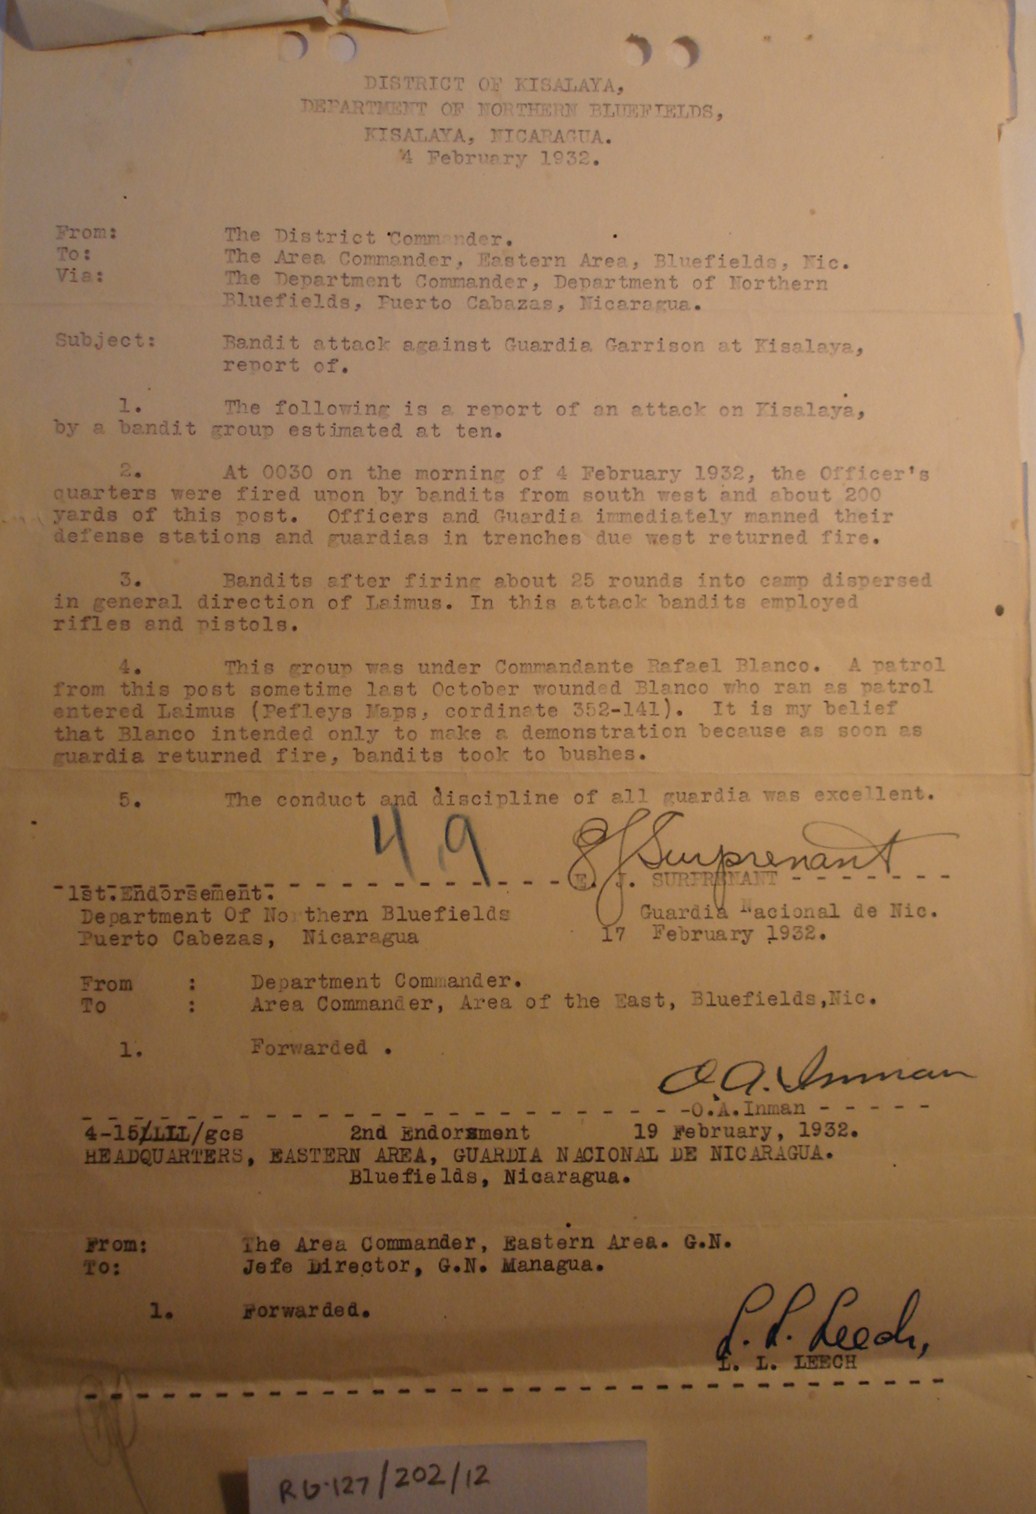 DISTRICT OF KISALAYA,
DEPARTMENT OF NORTHERN BLUEFIELDS,
KISALAYA, NICARAGUA.
4 February 1932.
From: The District Commander.
To: The Area Commander, Eastern Area, Bluefields, Nic.
Via: The Department Commander, Department of Northern
Bluefields, Puerto Cabazas, Nicaragua.
Subject: Bandit attack against Guardia Garrison at Kisalaya,
report of.
1. The following is a report of an attack on Kisalaya,
by a bandit group estimated at ten.
2. At 0030 on the morning of 4 February 1932, the Officer's
quarters were fired upon by bandits from south west and about 200
yards of this post. Officers and Guardia immediately manned their
defense stations and guardias in trenches due west returned fire.
3. Bandits after firing about 25 rounds into camp dispersed
in general direction of Laimus. In this attack bandits employed
rifles and pistols.
4. This group was under Commandante Rafael Blanco. A patrol
from this post sometime last October wounded Blanco who ran as patrol
entered Laimus (Pefleys Maps, cordinate 352-141). It is my belief
that Blanco intended only to make a demonstration because as soon as
guardia returned fire, bandits took to bushes.
5. The conduct and discipline of all guardia was excellent.
49
E J Surprenant
E. J. SURPRENANT
1st. Endorsement.
Department Of Northern Bluefields Guardia Nacional de Nic.
Puerto Cabezas, Nicaragua 17 February 1932.
From : Department Commander.
To : Area Commander, Area of the East, Bluefields,Nic.
1. Forwarded .
O. A. Inman
O.A.Inman
4-15/LLL/gcs 2nd Endorsment 19 February, 1932.
HEADQUARTERS, EASTERN AREA, GUARDIA NACIONAL DE NICARAGUA.
Bluefields, Nicaragua.
From: The Area Commander, Eastern Area. G.N.
To: Jefe Director, G.N. Managua.
1. Forwarded.
L. L. Leech,
L. L. LEECH
RG-127/202/12